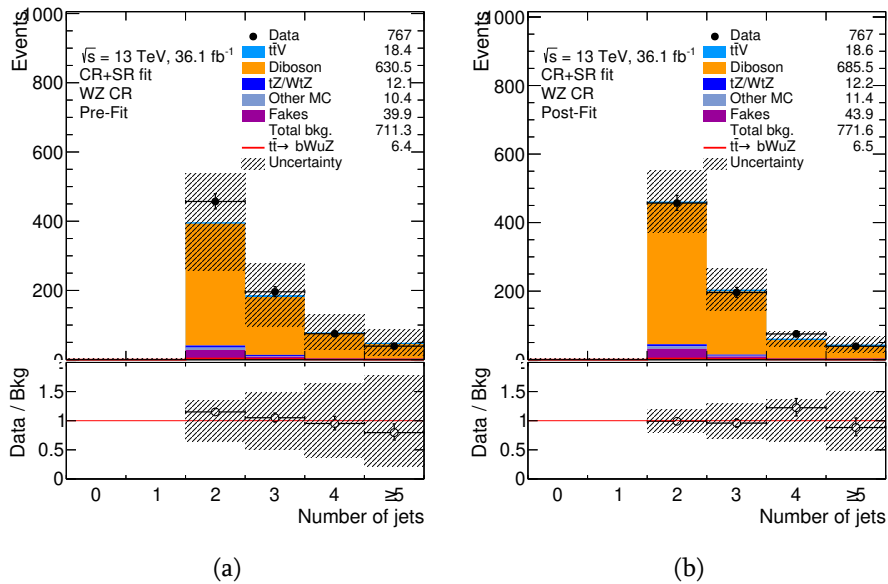 Events
1000
800
600
400
200
0
√s = 13 TeV, 36.1 fb⁻¹
CR+SR fit
WZ CR
Pre-Fit
Data 767
tt̄V 18.4
Diboson 630.5
tZ/WtZ 12.1
Other MC 10.4
Fakes 39.9
Total bkg. 711.3
tt̄→ bWuZ 6.4
Uncertainty
Data / Bkg
2
1.5
1
0.5
0
0 1 2 3 4 ≥5
Number of jets
(a)
Events
1000
800
600
400
200
0
√s = 13 TeV, 36.1 fb⁻¹
CR+SR fit
WZ CR
Post-Fit
Data 767
tt̄V 18.6
Diboson 685.5
tZ/WtZ 12.2
Other MC 11.4
Fakes 43.9
Total bkg. 771.6
tt̄→ bWuZ 6.5
Uncertainty
Data / Bkg
2
1.5
1
0.5
0
0 1 2 3 4 ≥5
Number of jets
(b)